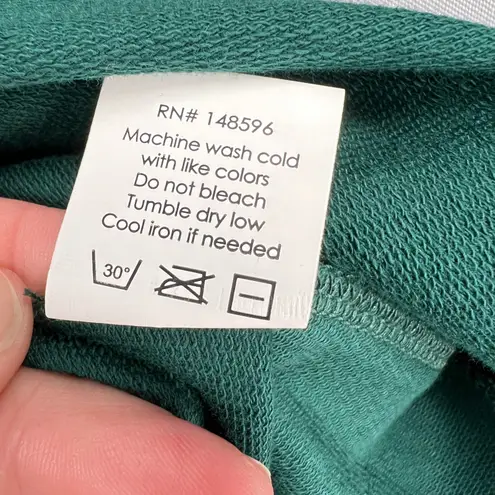 RN# 148596
Machine wash cold
with like colors
Do not bleach
Tumble dry low
Cool iron if needed
30°